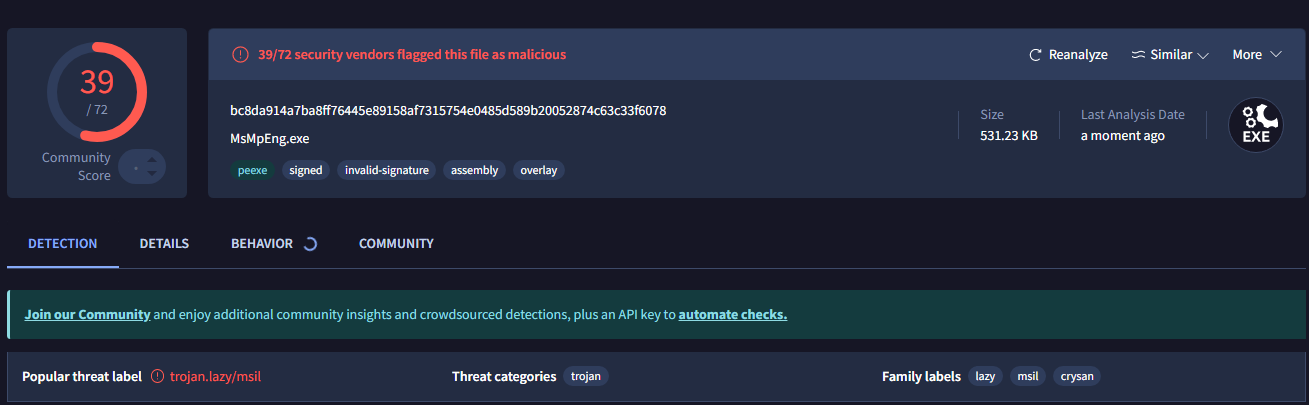 39
/ 72
Community
Score
39/72 security vendors flagged this file as malicious
Reanalyze
Similar
More
bc8da914a7ba8ff76445e89158af7315754e0485d589b20052874c63c33f6078
MsMpEng.exe
peexe
signed
invalid-signature
assembly
overlay
Size
531.23 KB
Last Analysis Date
a moment ago
EXE
DETECTION
DETAILS
BEHAVIOR
COMMUNITY
Join our Community and enjoy additional community insights and crowdsourced detections, plus an API key to automate checks.
Popular threat label
trojan.lazy/msil
Threat categories
trojan
Family labels
lazy
msil
crysan